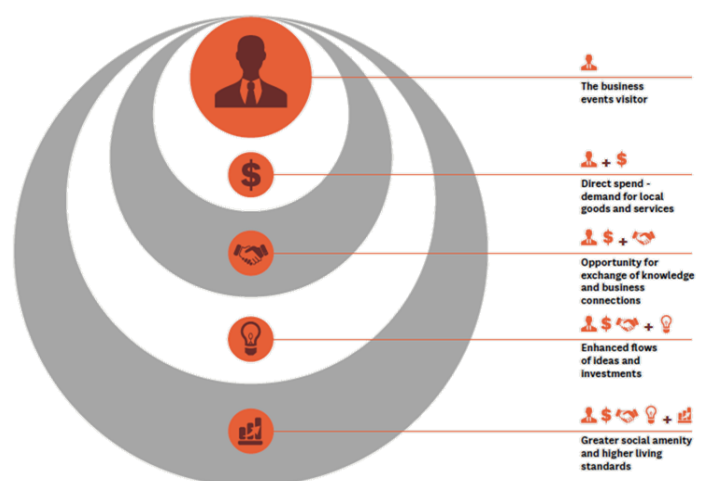 The business
events visitor
$
+ $
Direct spend -
demand for local
goods and services
$ +
Opportunity for
exchange of knowledge
and business
connections
$ +
Enhanced flows
of ideas and
investments
$ +
Greater social amenity
and higher living
standards